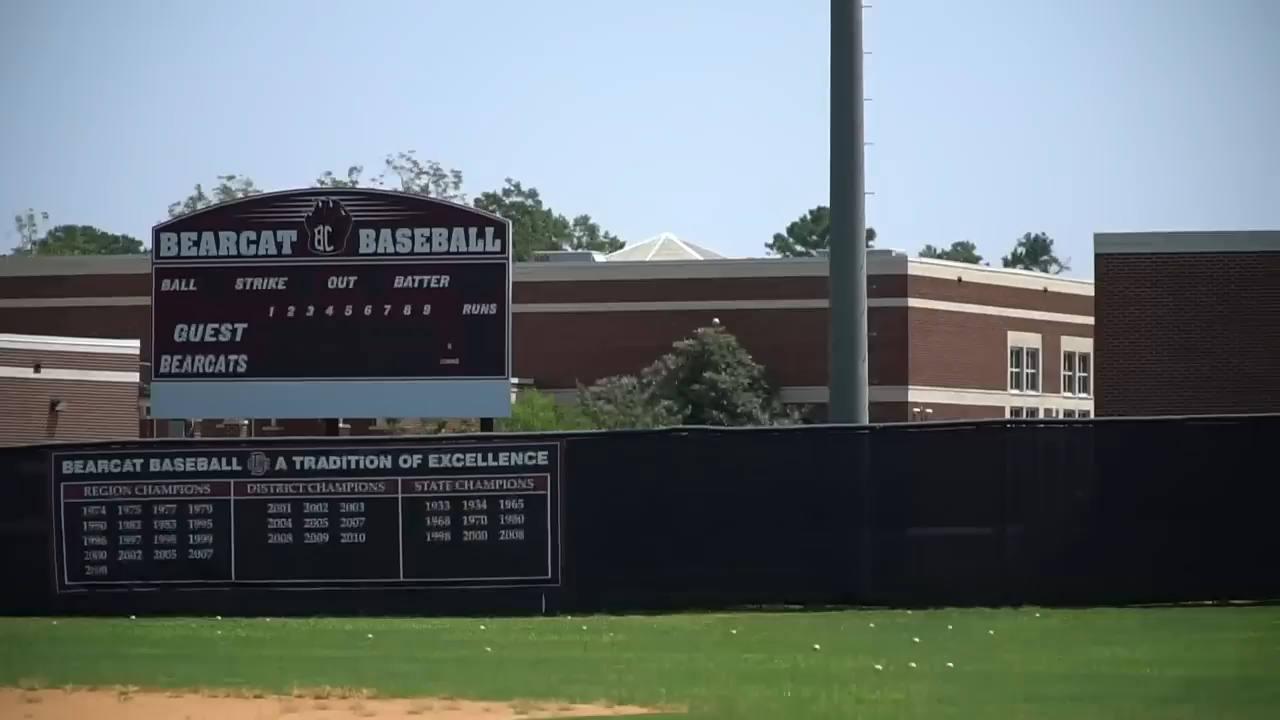 BEARCAT BC BASEBALL
BALL STRIKE OUT BATTER
1 2 3 4 5 6 7 8 9 RUNS
GUEST
BEARCATS
BEARCAT BASEBALL A TRADITION OF EXCELLENCE
REGION CHAMPIONS DISTRICT CHAMPIONS STATE CHAMPIONS
1974 1975 1977 1979 2001 2002 2003 1933 1934 1965
1980 1982 1983 1995 2004 2005 2007 1968 1970 1980
1996 1997 1998 1999 2008 2009 2010 1998 2000 2008
2000 2002 2005 2007
2008